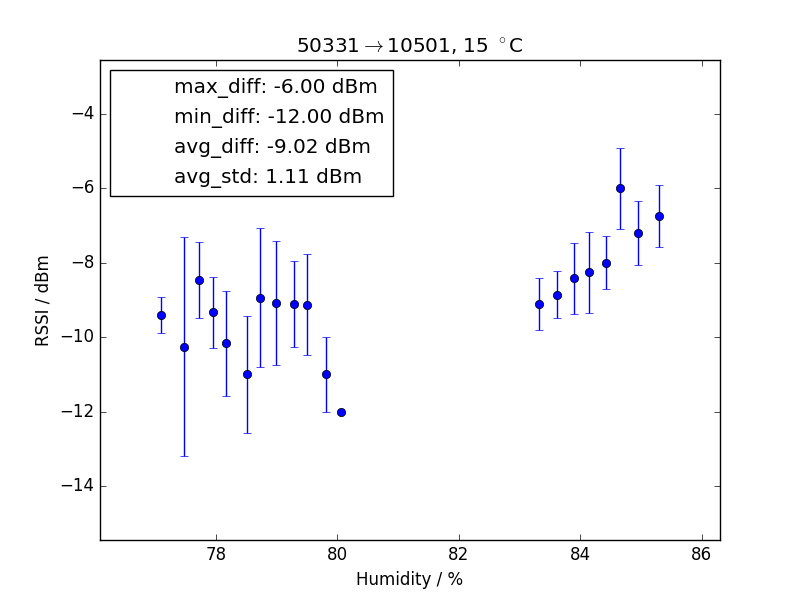 50331→10501, 15 °C
max_diff: -6.00 dBm
min_diff: -12.00 dBm
avg_diff: -9.02 dBm
avg_std: 1.11 dBm
RSSI / dBm
−4
−6
−8
−10
−12
−14
78 80 82 84 86
Humidity / %